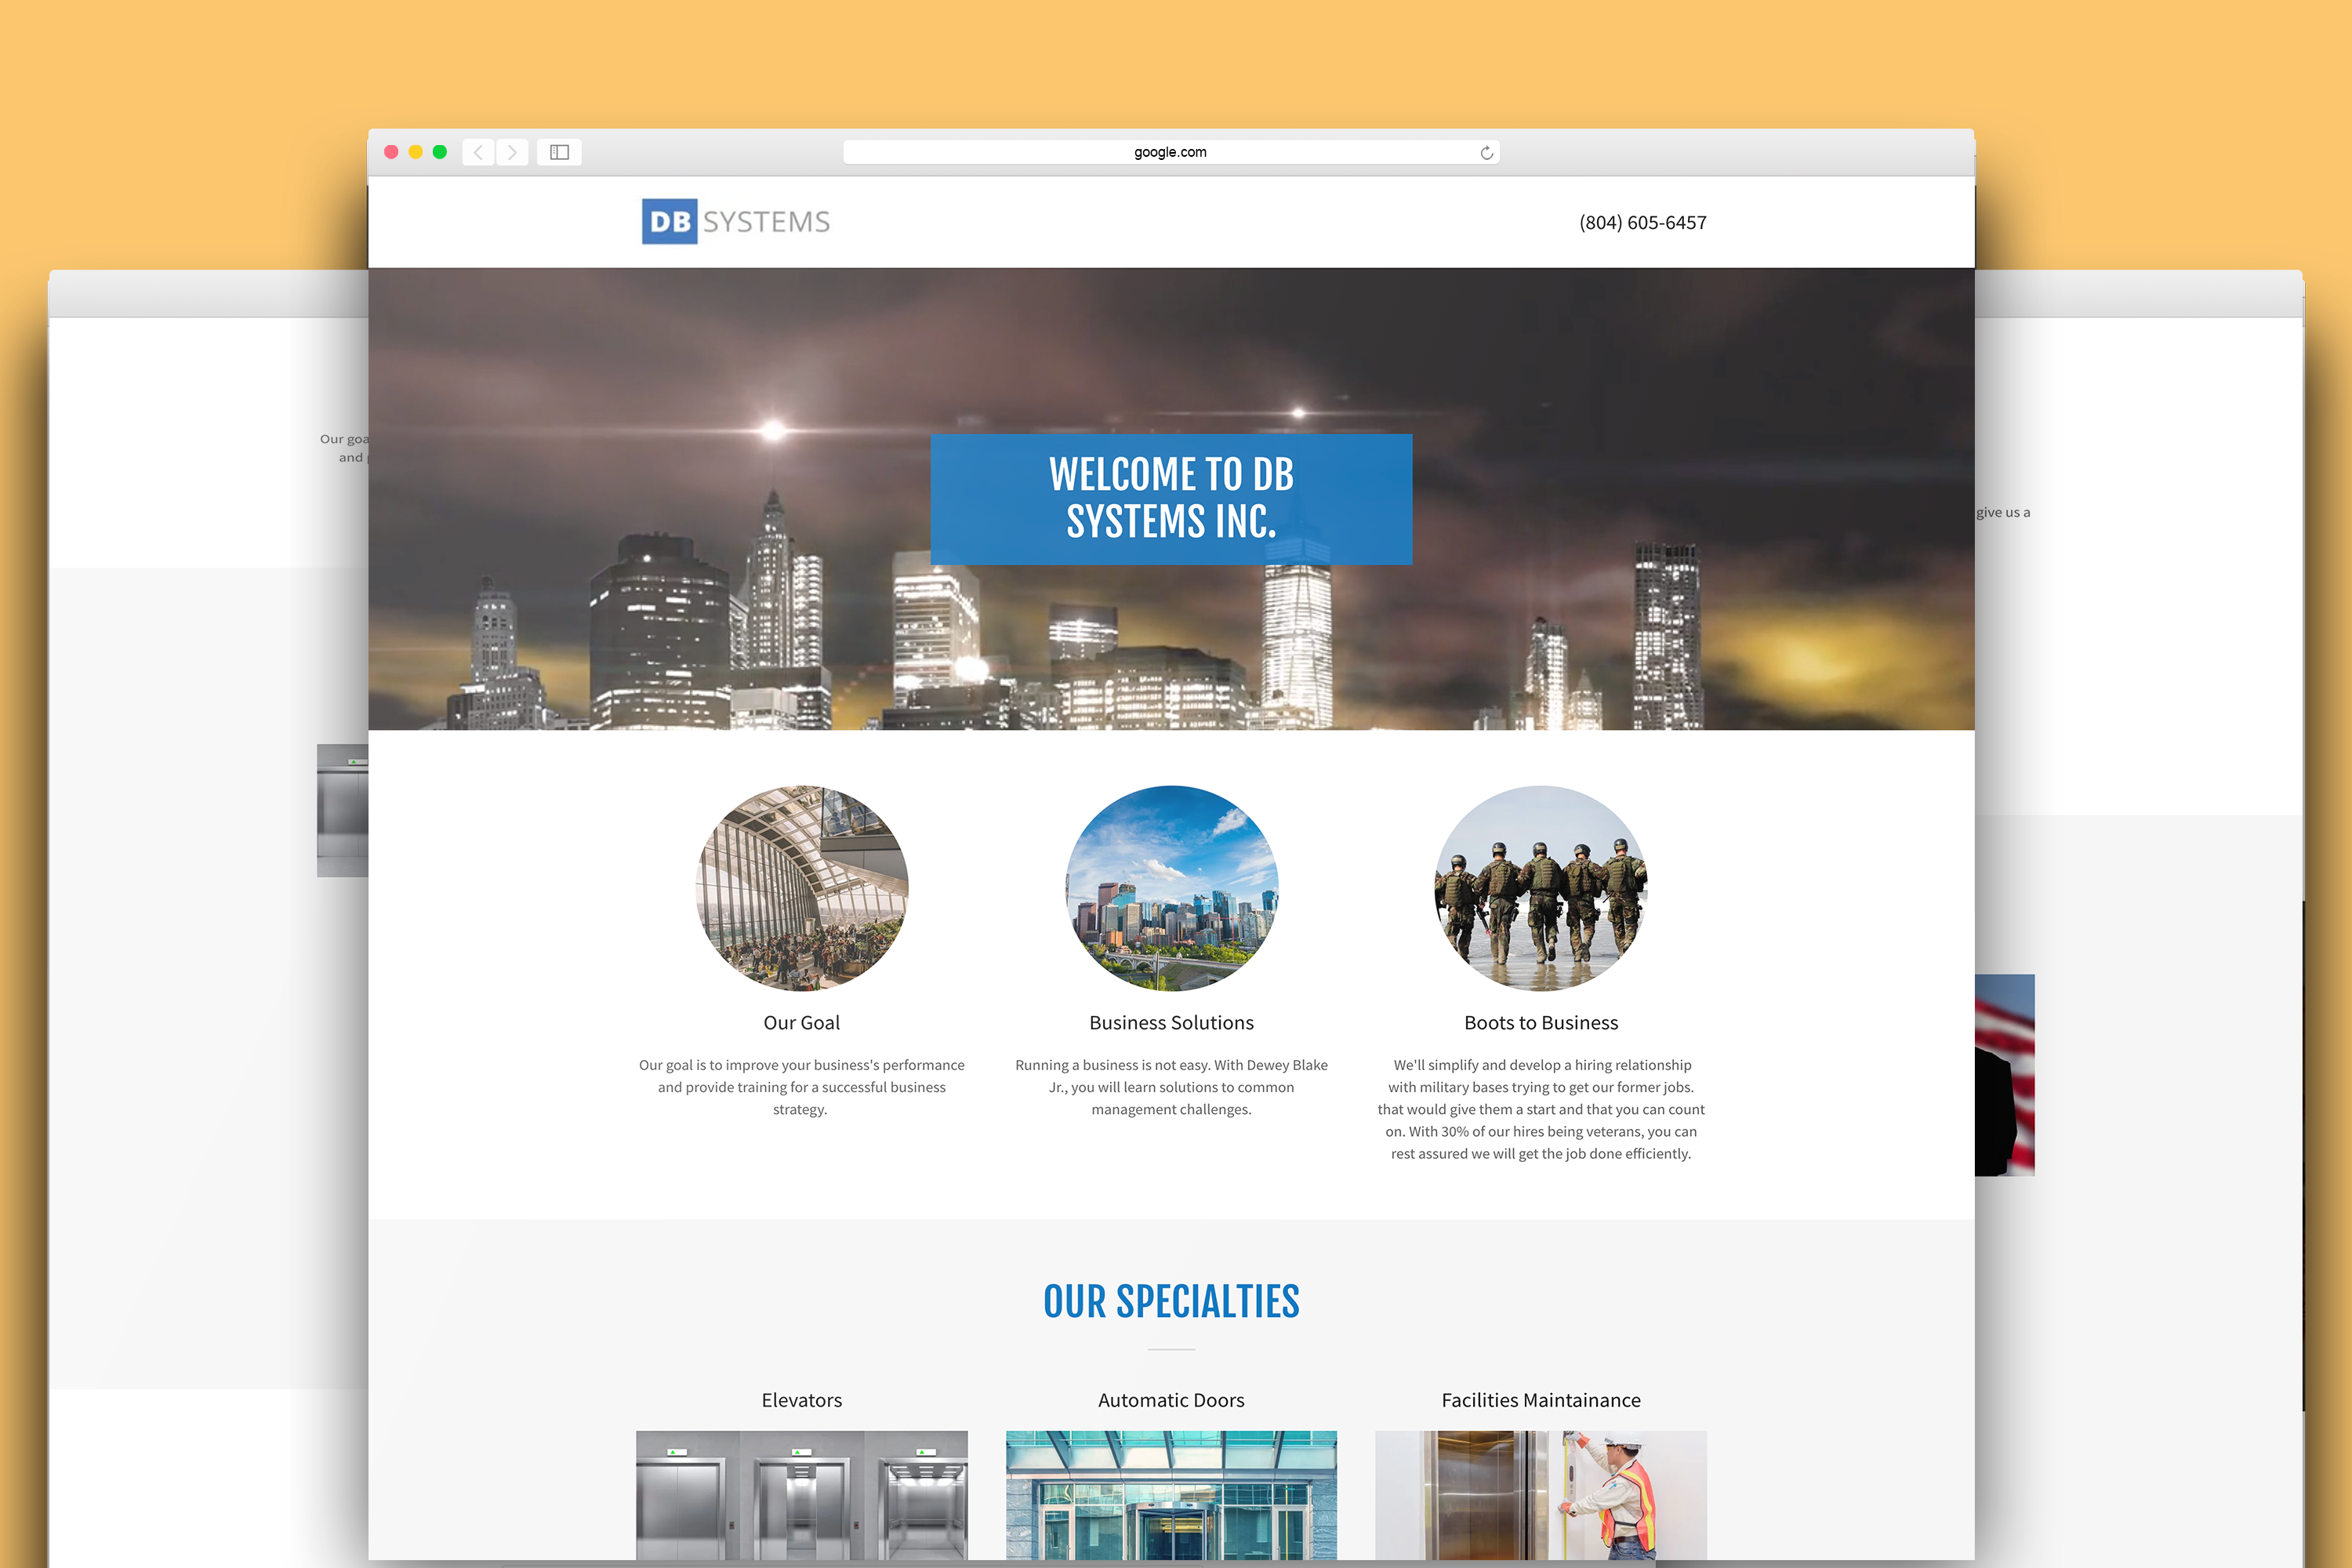 google.com
DB SYSTEMS
(804) 605-6457
WELCOME TO DB
SYSTEMS INC.
Our goa
and
give us a
Our Goal
Our goal is to improve your business's performance
and provide training for a successful business
strategy.
Business Solutions
Running a business is not easy. With Dewey Blake
Jr., you will learn solutions to common
management challenges.
Boots to Business
We'll simplify and develop a hiring relationship
with military bases trying to get our former jobs.
that would give them a start and that you can count
on. With 30% of our hires being veterans, you can
rest assured we will get the job done efficiently.
OUR SPECIALTIES
Elevators
Automatic Doors
Facilities Maintainance